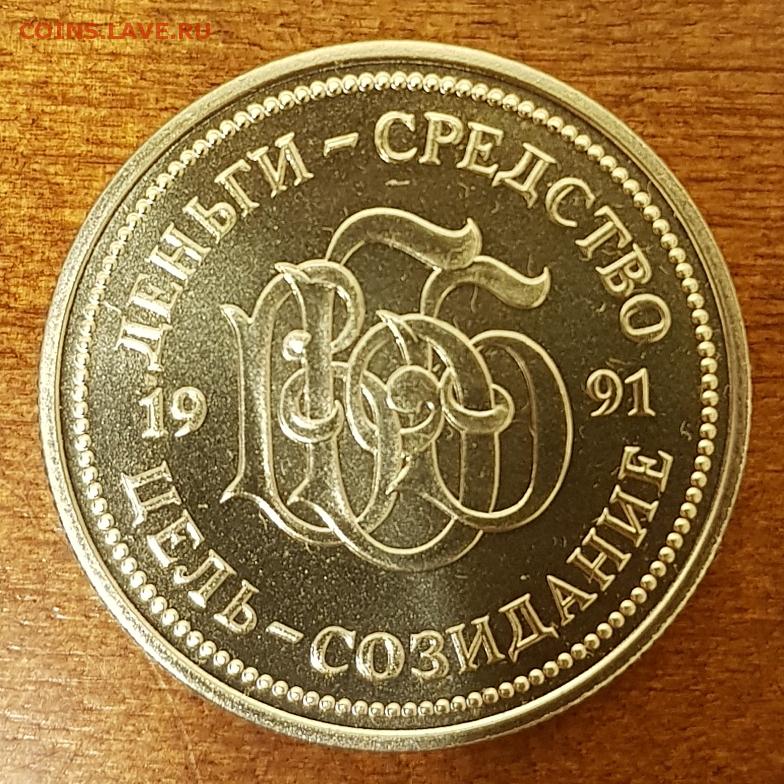 COINS.LAVE.RU
ДЕНЬГИ - СРЕДСТВО
19 91
ЦЕЛЬ - СОЗИДАНИЕ